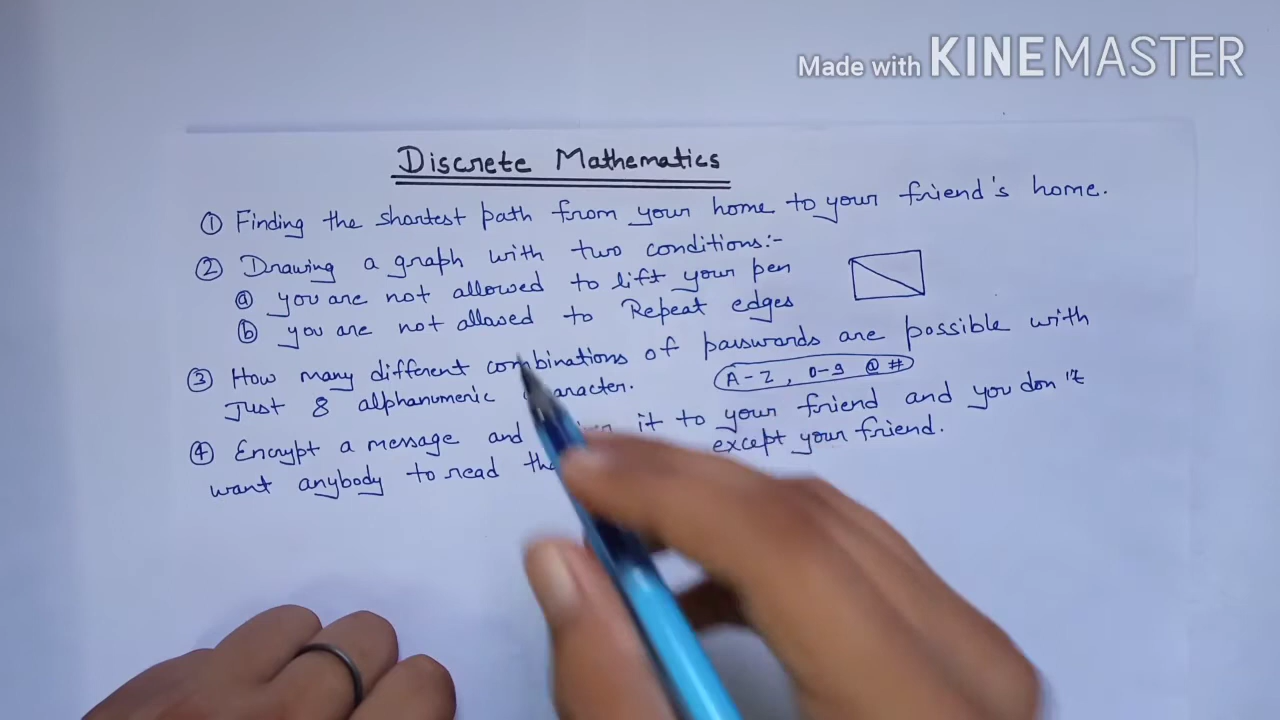 Made with KINEMASTER
Discrete Mathematics
① Finding the shortest path from your home to your friend's home.
② Drawing a graph with two conditions:-
ⓐ you are not allowed to lift your pen
ⓑ you are not allowed to Repeat edges
③ How many different combinations of passwords are possible with
Just 8 alphanumeric character.
A-Z, 0-9 @ #
④ Encrypt a message and it to your friend and you don't
want anybody to read except your friend.